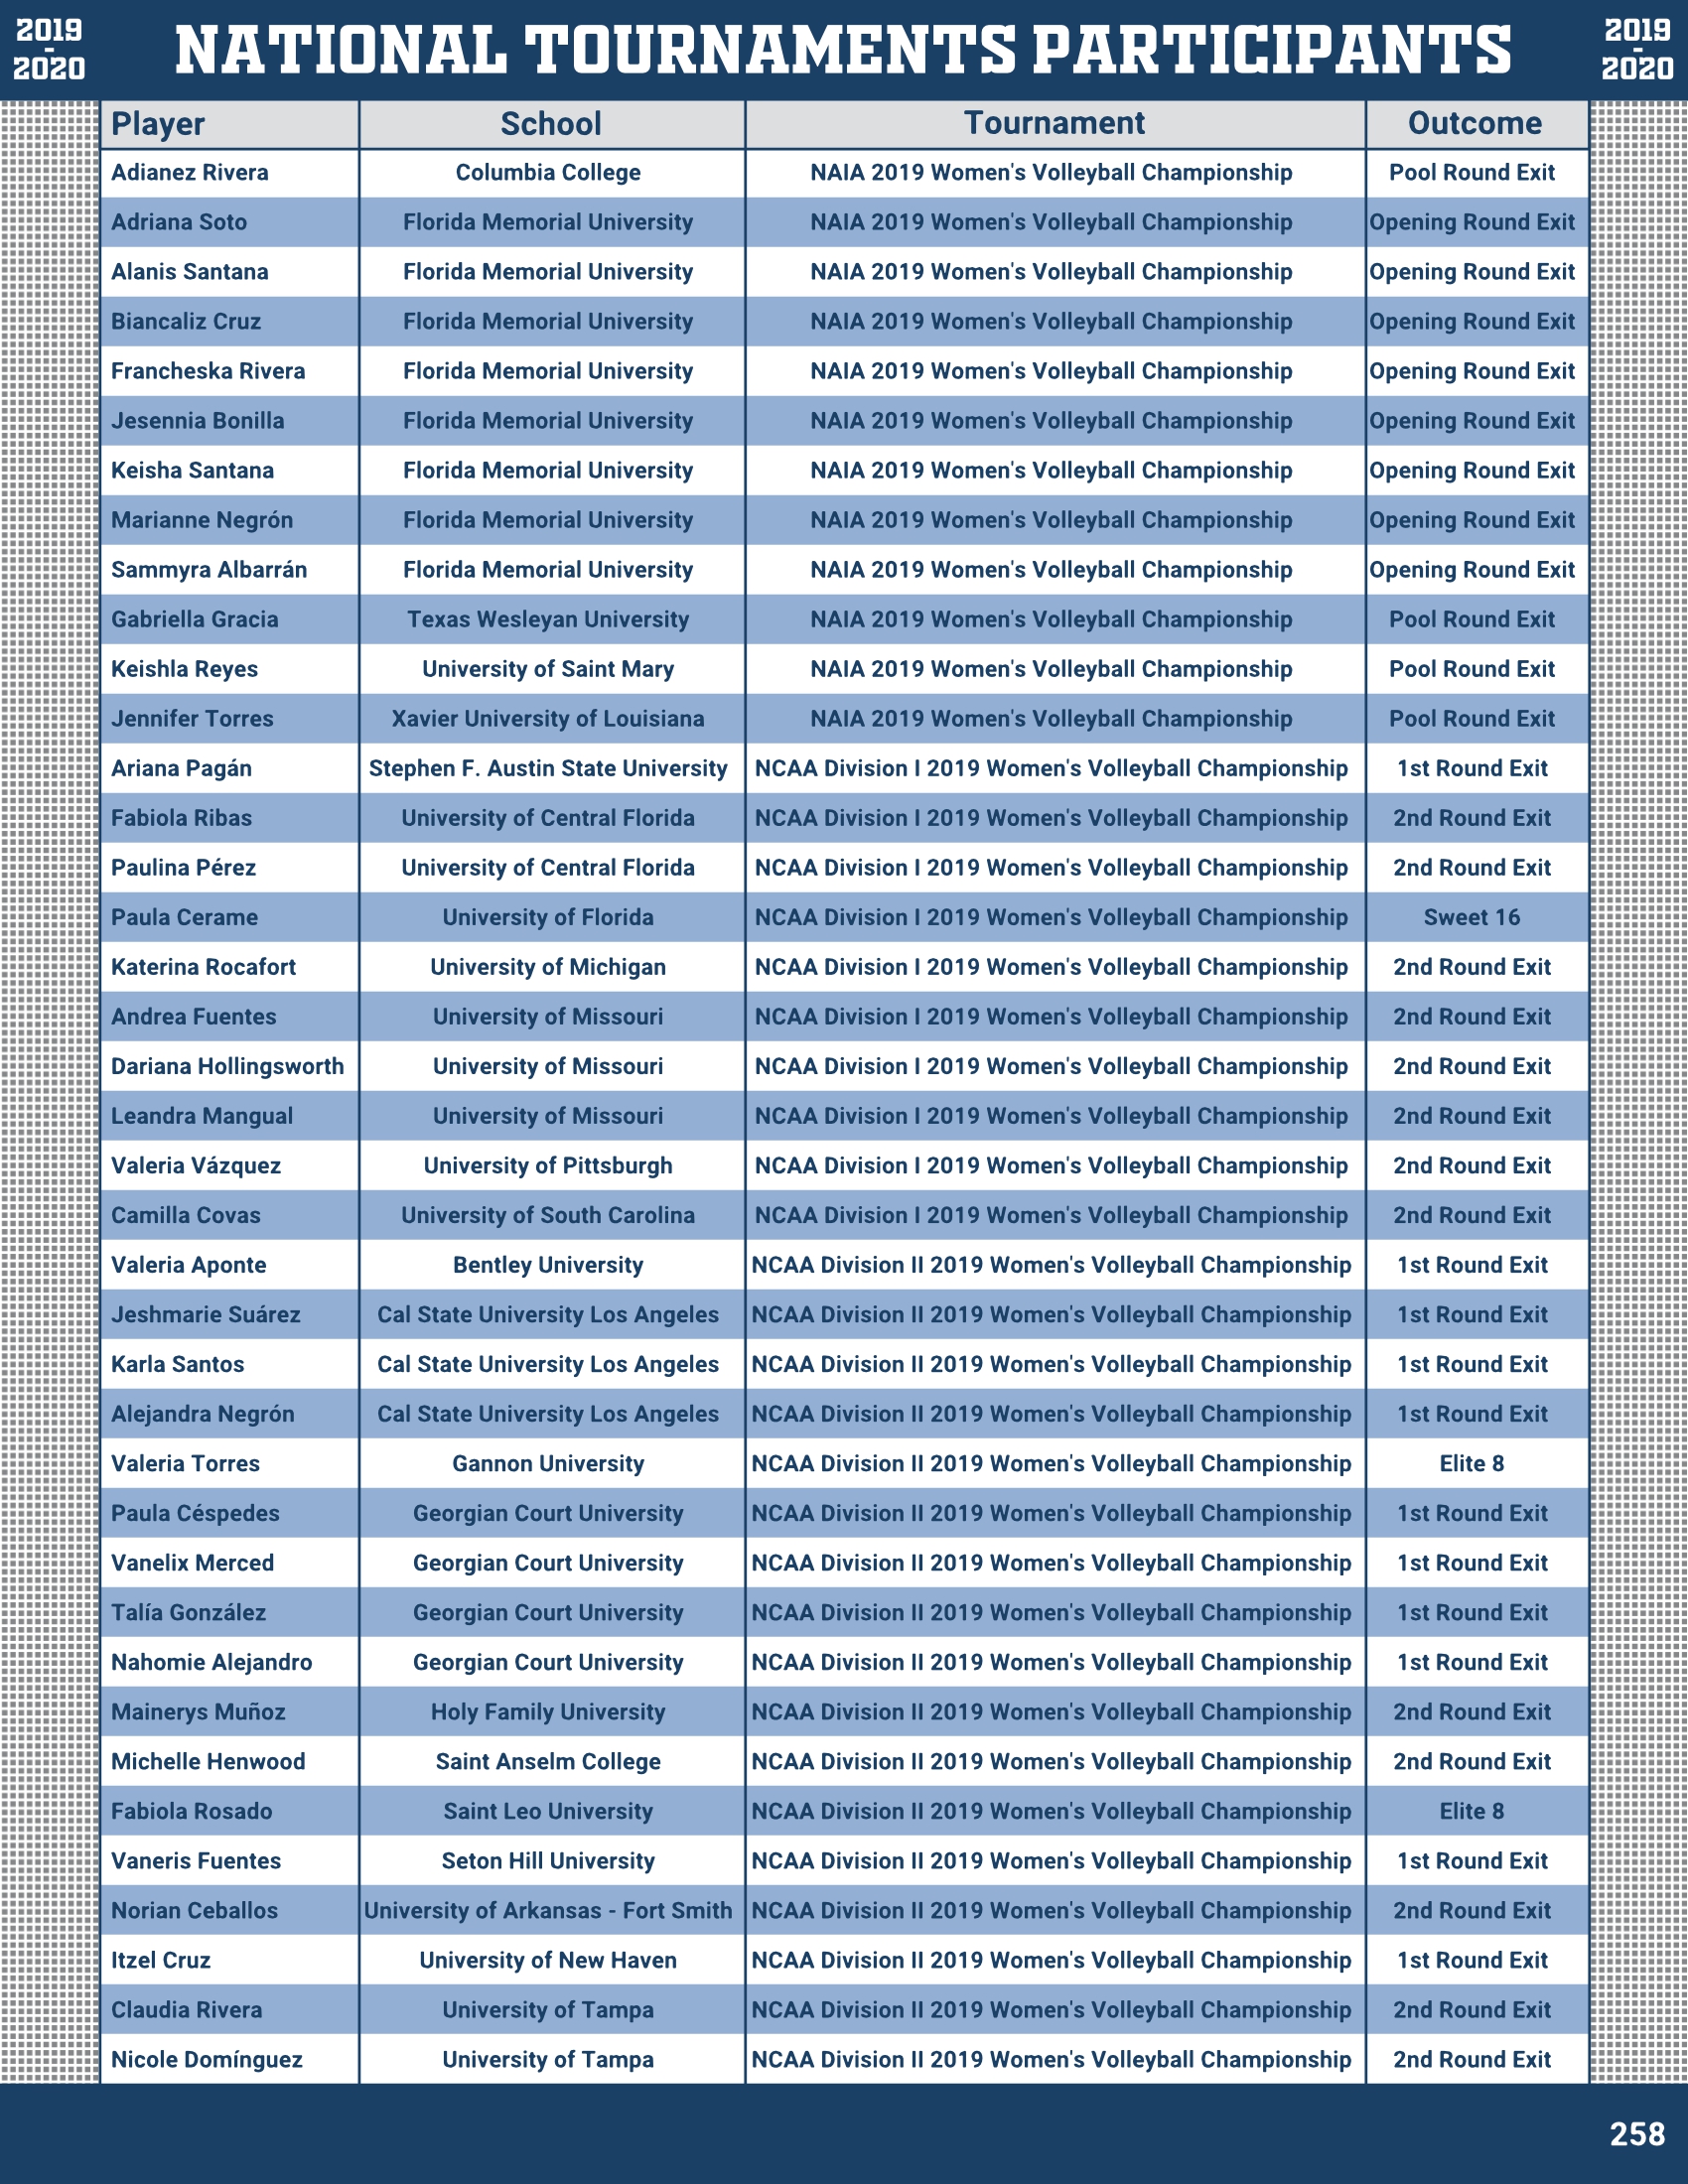 2019
-
2020
NATIONAL TOURNAMENTS PARTICIPANTS
2019
-
2020
Player School Tournament Outcome
Adianez Rivera Columbia College NAIA 2019 Women's Volleyball Championship Pool Round Exit
Adriana Soto Florida Memorial University NAIA 2019 Women's Volleyball Championship Opening Round Exit
Alanis Santana Florida Memorial University NAIA 2019 Women's Volleyball Championship Opening Round Exit
Biancaliz Cruz Florida Memorial University NAIA 2019 Women's Volleyball Championship Opening Round Exit
Francheska Rivera Florida Memorial University NAIA 2019 Women's Volleyball Championship Opening Round Exit
Jesennia Bonilla Florida Memorial University NAIA 2019 Women's Volleyball Championship Opening Round Exit
Keisha Santana Florida Memorial University NAIA 2019 Women's Volleyball Championship Opening Round Exit
Marianne Negrón Florida Memorial University NAIA 2019 Women's Volleyball Championship Opening Round Exit
Sammyra Albarrán Florida Memorial University NAIA 2019 Women's Volleyball Championship Opening Round Exit
Gabriella Gracia Texas Wesleyan University NAIA 2019 Women's Volleyball Championship Pool Round Exit
Keishla Reyes University of Saint Mary NAIA 2019 Women's Volleyball Championship Pool Round Exit
Jennifer Torres Xavier University of Louisiana NAIA 2019 Women's Volleyball Championship Pool Round Exit
Ariana Pagán Stephen F. Austin State University NCAA Division I 2019 Women's Volleyball Championship 1st Round Exit
Fabiola Ribas University of Central Florida NCAA Division I 2019 Women's Volleyball Championship 2nd Round Exit
Paulina Pérez University of Central Florida NCAA Division I 2019 Women's Volleyball Championship 2nd Round Exit
Paula Cerame University of Florida NCAA Division I 2019 Women's Volleyball Championship Sweet 16
Katerina Rocafort University of Michigan NCAA Division I 2019 Women's Volleyball Championship 2nd Round Exit
Andrea Fuentes University of Missouri NCAA Division I 2019 Women's Volleyball Championship 2nd Round Exit
Dariana Hollingsworth University of Missouri NCAA Division I 2019 Women's Volleyball Championship 2nd Round Exit
Leandra Mangual University of Missouri NCAA Division I 2019 Women's Volleyball Championship 2nd Round Exit
Valeria Vázquez University of Pittsburgh NCAA Division I 2019 Women's Volleyball Championship 2nd Round Exit
Camilla Covas University of South Carolina NCAA Division I 2019 Women's Volleyball Championship 2nd Round Exit
Valeria Aponte Bentley University NCAA Division II 2019 Women's Volleyball Championship 1st Round Exit
Jeshmarie Suárez Cal State University Los Angeles NCAA Division II 2019 Women's Volleyball Championship 1st Round Exit
Karla Santos Cal State University Los Angeles NCAA Division II 2019 Women's Volleyball Championship 1st Round Exit
Alejandra Negrón Cal State University Los Angeles NCAA Division II 2019 Women's Volleyball Championship 1st Round Exit
Valeria Torres Gannon University NCAA Division II 2019 Women's Volleyball Championship Elite 8
Paula Céspedes Georgian Court University NCAA Division II 2019 Women's Volleyball Championship 1st Round Exit
Vanelix Merced Georgian Court University NCAA Division II 2019 Women's Volleyball Championship 1st Round Exit
Talía González Georgian Court University NCAA Division II 2019 Women's Volleyball Championship 1st Round Exit
Nahomie Alejandro Georgian Court University NCAA Division II 2019 Women's Volleyball Championship 1st Round Exit
Mainerys Muñoz Holy Family University NCAA Division II 2019 Women's Volleyball Championship 2nd Round Exit
Michelle Henwood Saint Anselm College NCAA Division II 2019 Women's Volleyball Championship 2nd Round Exit
Fabiola Rosado Saint Leo University NCAA Division II 2019 Women's Volleyball Championship Elite 8
Vaneris Fuentes Seton Hill University NCAA Division II 2019 Women's Volleyball Championship 1st Round Exit
Norian Ceballos University of Arkansas - Fort Smith NCAA Division II 2019 Women's Volleyball Championship 2nd Round Exit
Itzel Cruz University of New Haven NCAA Division II 2019 Women's Volleyball Championship 1st Round Exit
Claudia Rivera University of Tampa NCAA Division II 2019 Women's Volleyball Championship 2nd Round Exit
Nicole Domínguez University of Tampa NCAA Division II 2019 Women's Volleyball Championship 2nd Round Exit
258